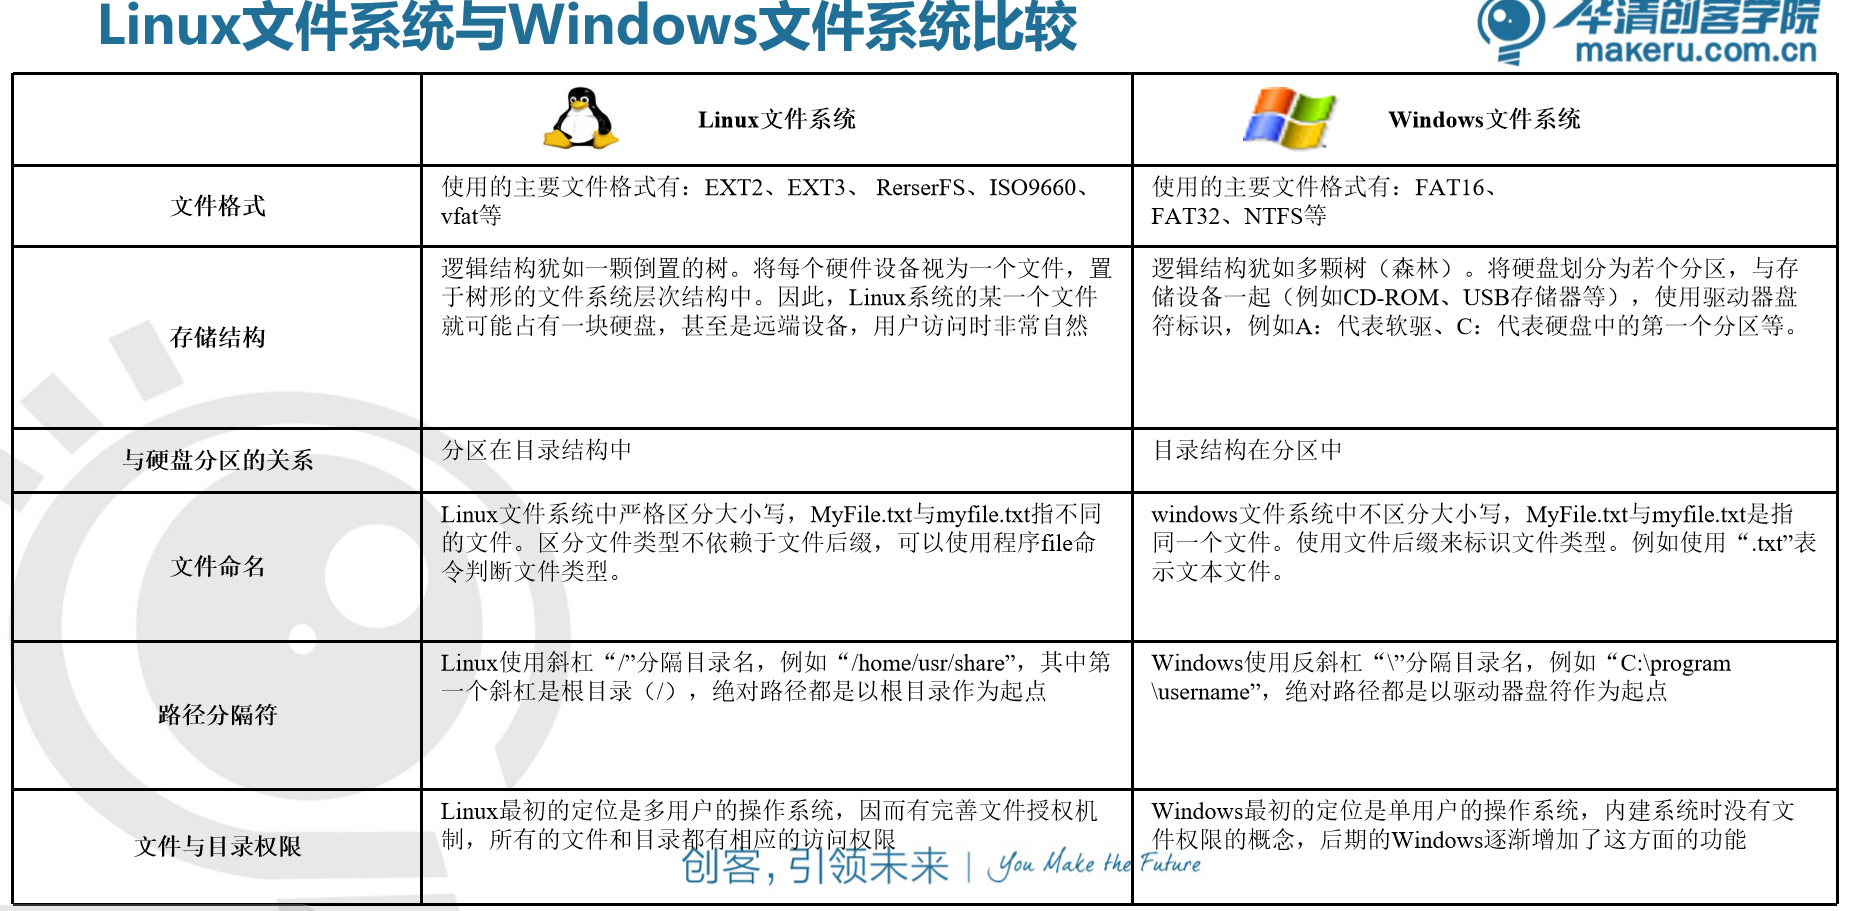 Linux文件系统与Windows文件系统比较
华清创客学院
makeru.com.cn
Linux文件系统
Windows文件系统
文件格式
使用的主要文件格式有：EXT2、EXT3、 RerserFS、ISO9660、
vfat等
使用的主要文件格式有：FAT16、
FAT32、NTFS等
存储结构
逻辑结构犹如一颗倒置的树。将每个硬件设备视为一个文件，置
于树形的文件系统层次结构中。因此，Linux系统的某一个文件
就可能占有一块硬盘，甚至是远端设备，用户访问时非常自然
逻辑结构犹如多颗树（森林）。将硬盘划分为若个分区，与存
储设备一起（例如CD-ROM、USB存储器等），使用驱动器盘
符标识，例如A：代表软驱、C：代表硬盘中的第一个分区等。
与硬盘分区的关系
分区在目录结构中
目录结构在分区中
文件命名
Linux文件系统中严格区分大小写，MyFile.txt与myfile.txt指不同
的文件。区分文件类型不依赖于文件后缀，可以使用程序file命
令判断文件类型。
windows文件系统中不区分大小写，MyFile.txt与myfile.txt是指
同一个文件。使用文件后缀来标识文件类型。例如使用“.txt”表
示文本文件。
路径分隔符
Linux使用斜杠“/”分隔目录名，例如“/home/usr/share”，其中第
一个斜杠是根目录（/），绝对路径都是以根目录作为起点
Windows使用反斜杠“\”分隔目录名，例如“C:\program
\username”，绝对路径都是以驱动器盘符作为起点
文件与目录权限
Linux最初的定位是多用户的操作系统，因而有完善文件授权机
制，所有的文件和目录都有相应的访问权限
Windows最初的定位是单用户的操作系统，内建系统时没有文
件权限的概念，后期的Windows逐渐增加了这方面的功能
创客，引领未来 | You Make the Future